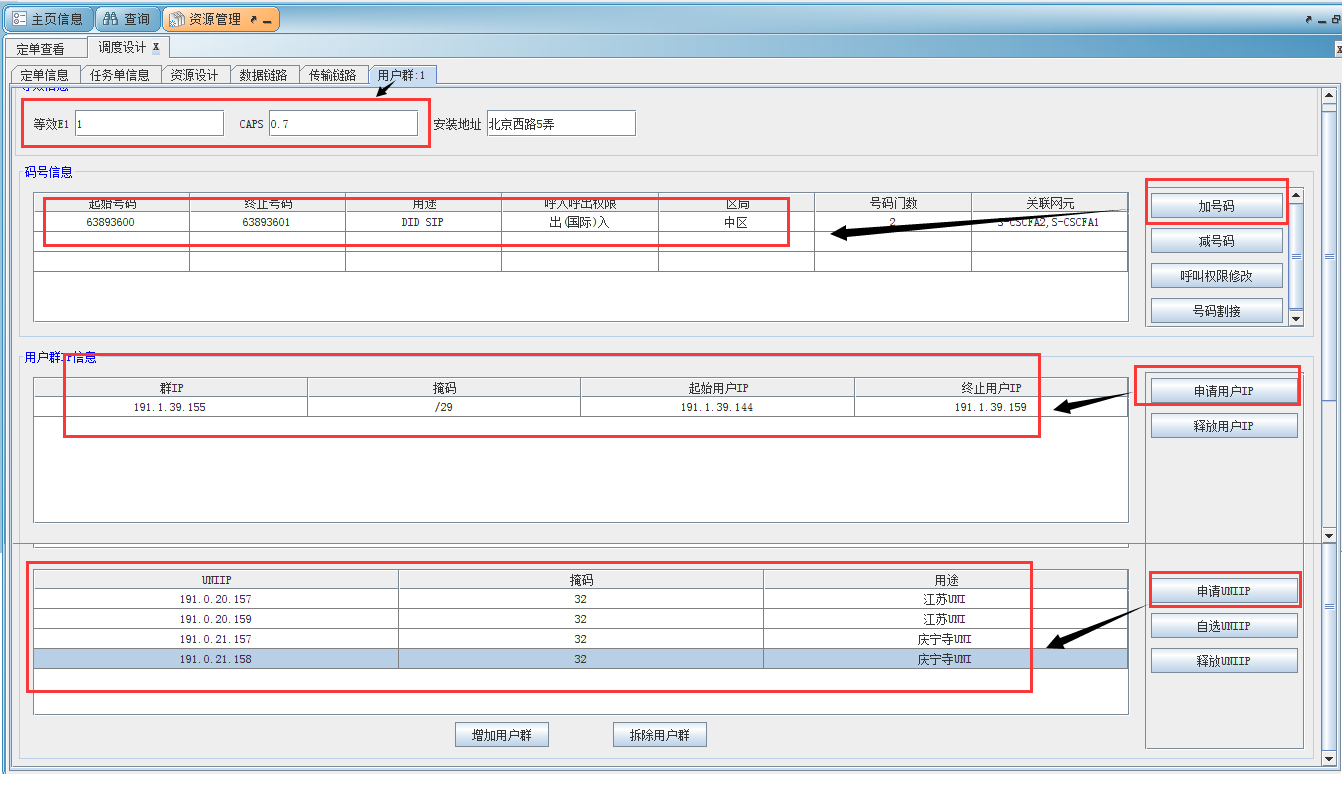 主页信息 查询 资源管理
定单查看 调度设计 x
定单信息 任务单信息 资源设计 数据链路 传输链路 用户群:1
等效信息
等效E1 1 CAPS 0.7 安装地址 北京西路5弄
码号信息
起始号码 终止号码 用途 呼入呼出权限 区局 号码门数 关联网元 加号码
63893600 63893601 DID SIP 出(国际)入 中区 2 S-CSCFA2,S-CSCFA1
减号码
呼叫权限修改
号码割接
用户群IP信息
群IP 掩码 起始用户IP 终止用户IP 申请用户IP
191.1.39.155 /29 191.1.39.144 191.1.39.159
释放用户IP
UNIIP 掩码 用途 申请UNIIP
191.0.20.157 32 江苏UNI
191.0.20.159 32 江苏UNI 自选UNIIP
191.0.21.157 32 庆宁寺UNI
191.0.21.158 32 庆宁寺UNI 释放UNIIP
增加用户群 拆除用户群